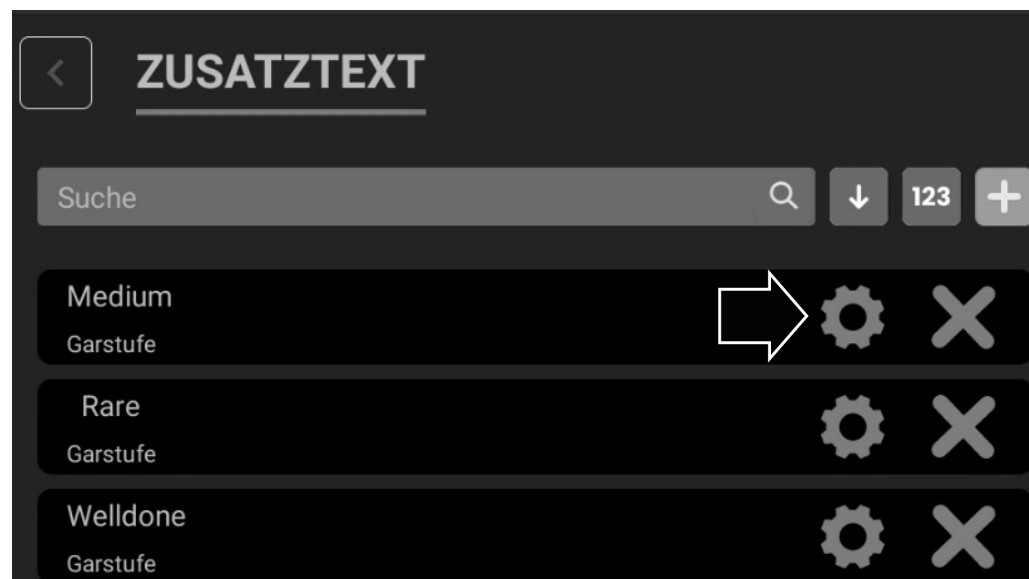 ZUSATZTEXT
Suche
123
Medium
Garstufe
Rare
Garstufe
Welldone
Garstufe